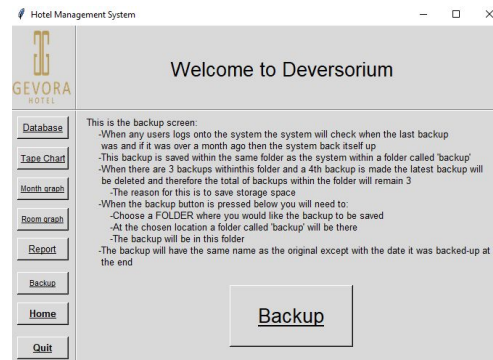 Hotel Management System
GEVORA
HOTEL
Welcome to Deversorium
Database
Tape Chart
Month graph
Room graph
Report
Backup
Home
Quit
This is the backup screen:
-When any users logs onto the system the system will check when the last backup
was and if it was over a month ago then the system back itself up
-This backup is saved within the same folder as the system within a folder called 'backup'
-When there are 3 backups withinthis folder and a 4th backup is made the latest backup will
be deleted and therefore the total of backups within the folder will remain 3
-The reason for this is to save storage space
-When the backup button is pressed below you will need to:
-Choose a FOLDER where you would like the backup to be saved
-At the chosen location a folder called 'backup' will be there
-The backup will be in this folder
-The backup will have the same name as the original except with the date it was backed-up at
the end
Backup